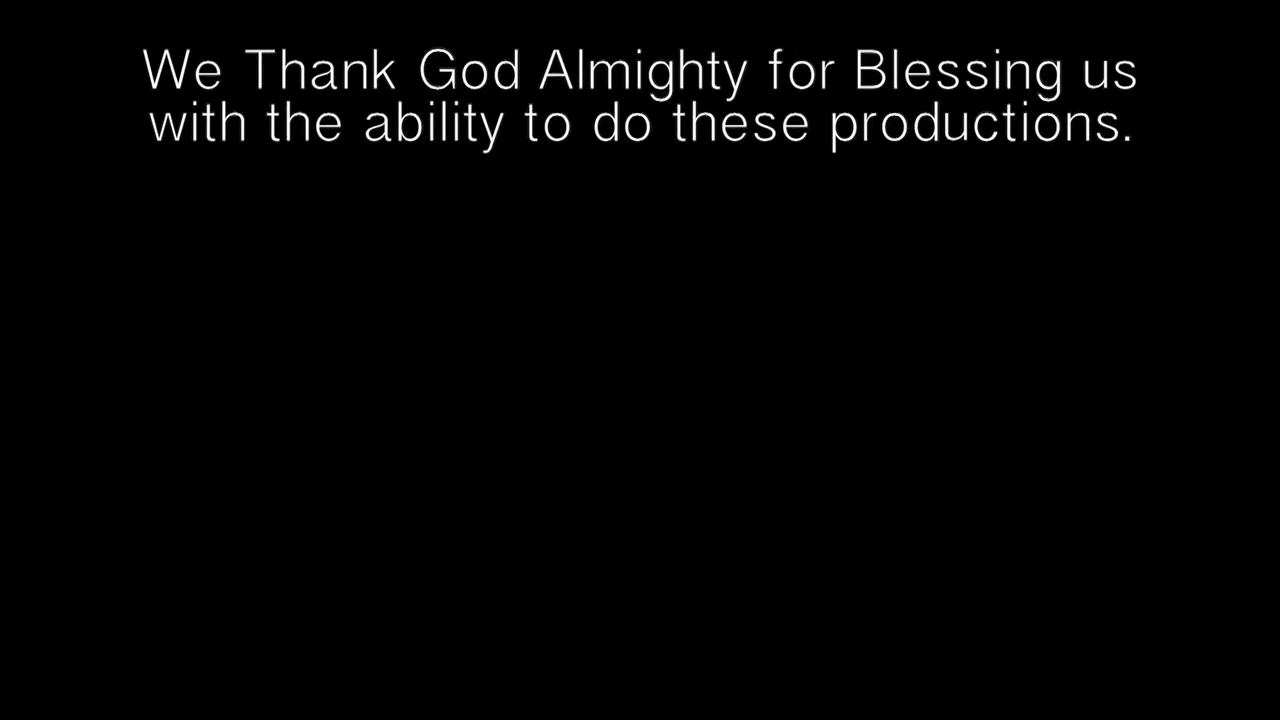 We Thank God Almighty for Blessing us
with the ability to do these productions.